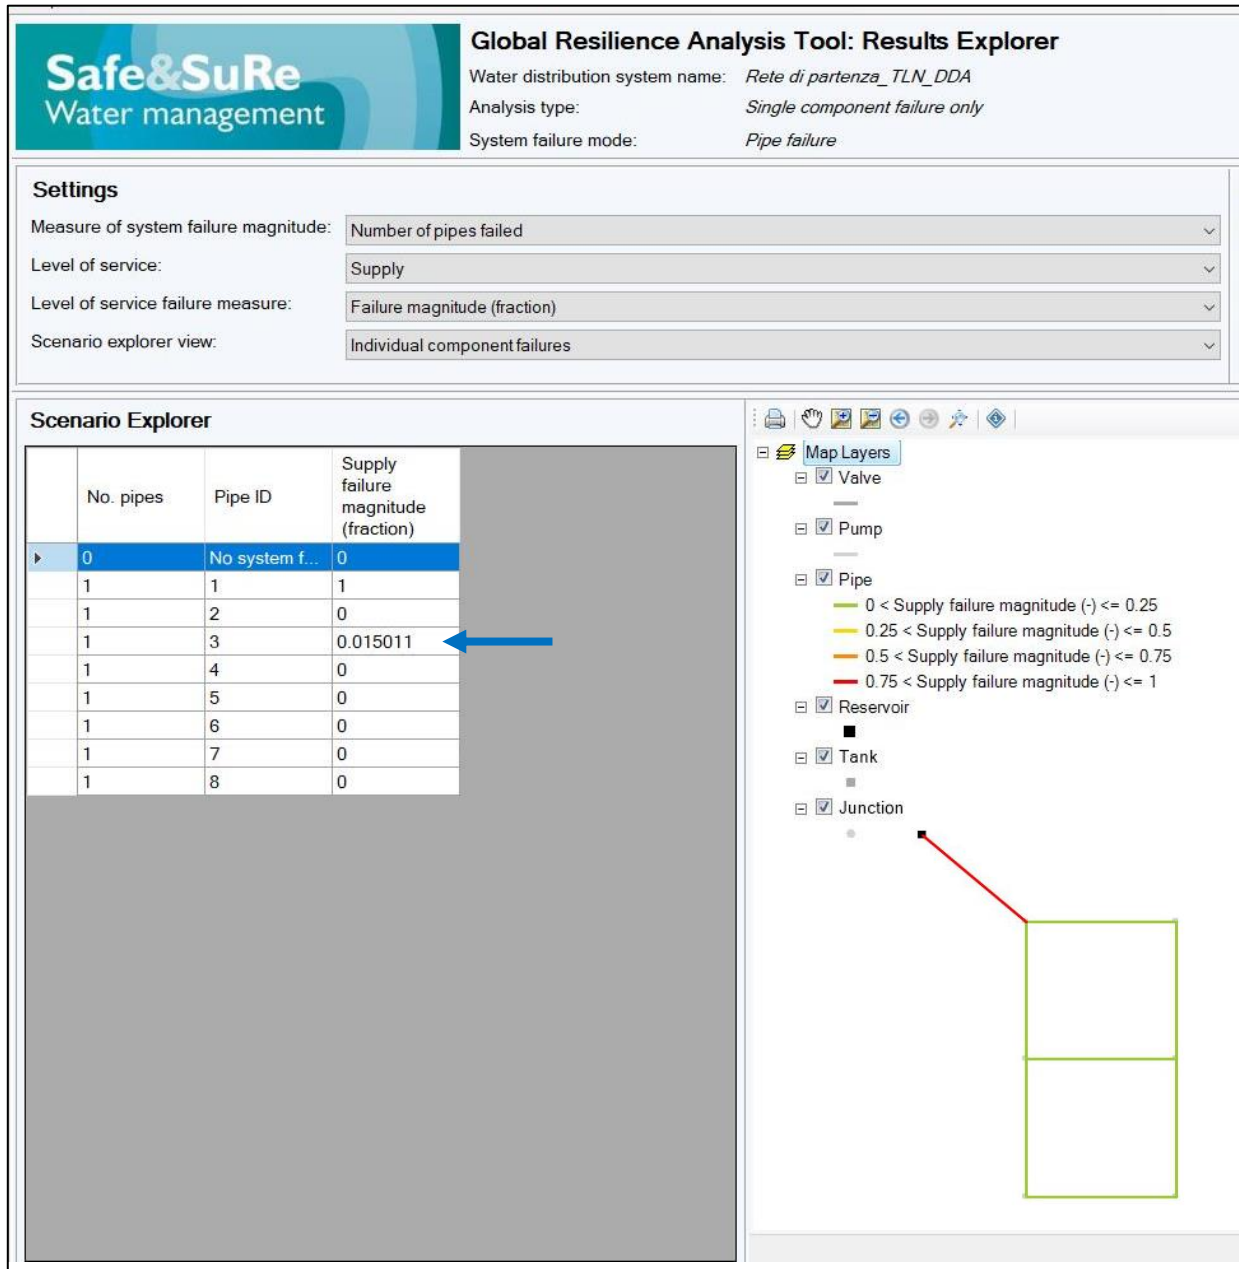 Safe&SuRe
Water management
Global Resilience Analysis Tool: Results Explorer
Water distribution system name: Rete di partenza_TLN_DDA
Analysis type: Single component failure only
System failure mode: Pipe failure
Settings
Measure of system failure magnitude: Number of pipes failed
Level of service: Supply
Level of service failure measure: Failure magnitude (fraction)
Scenario explorer view: Individual component failures
Scenario Explorer
No. pipes Pipe ID Supply failure magnitude (fraction)
0 No system f... 0
1 1 1
1 2 0
1 3 0.015011
1 4 0
1 5 0
1 6 0
1 7 0
1 8 0
Map Layers
Valve
Pump
Pipe
0 < Supply failure magnitude (-) <= 0.25
0.25 < Supply failure magnitude (-) <= 0.5
0.5 < Supply failure magnitude (-) <= 0.75
0.75 < Supply failure magnitude (-) <= 1
Reservoir
Tank
Junction